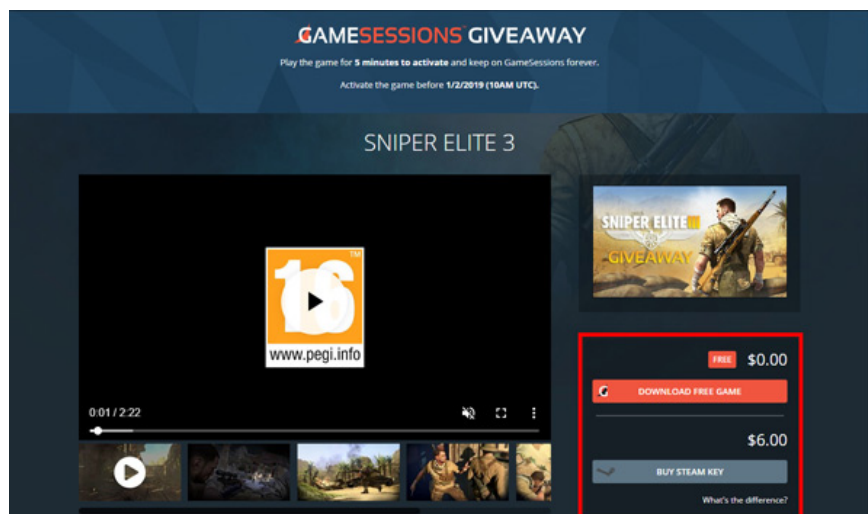 GAMESESSIONS™ GIVEAWAY
Play the game for 5 minutes to activate and keep on GameSessions forever.
Activate the game before 1/2/2019 (10AM UTC).
SNIPER ELITE 3
16
TM
www.pegi.info
0:01 / 2:22
SNIPER ELITE III
GIVEAWAY
FREE $0.00
DOWNLOAD FREE GAME
$6.00
BUY STEAM KEY
What's the difference?